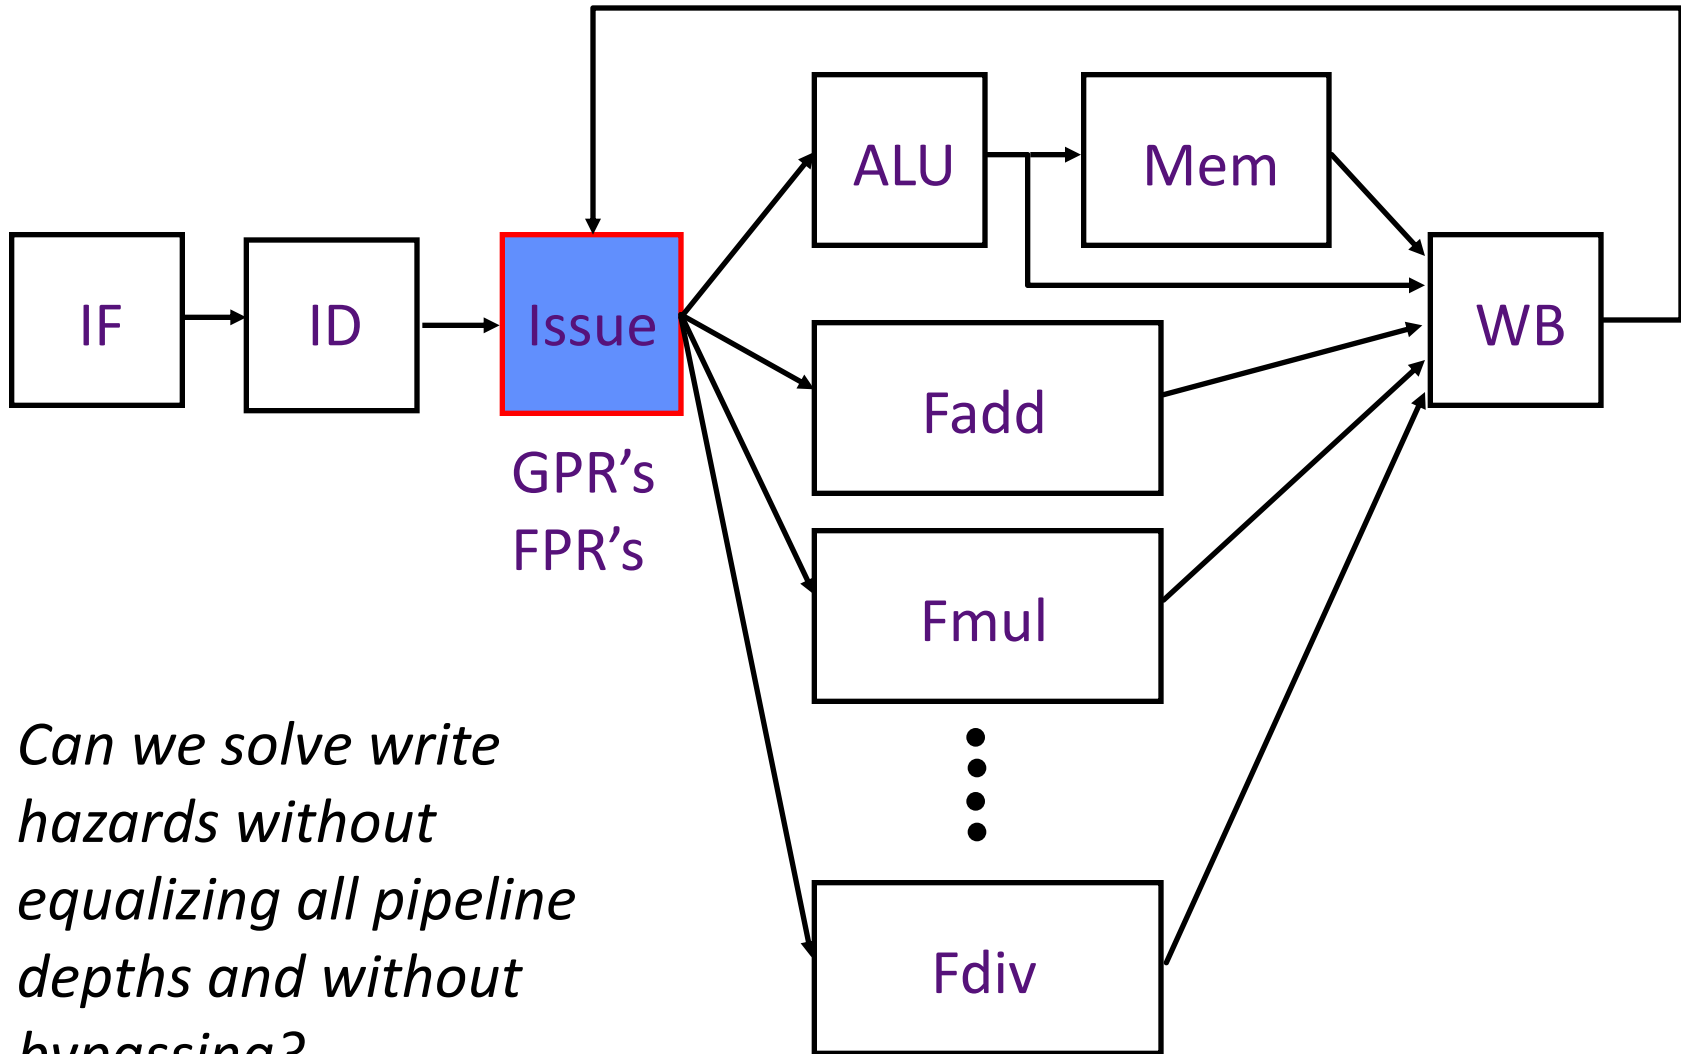 ALU
Mem
IF
ID
Issue
WB
GPR's
FPR's
Fadd
Fmul
Fdiv
Can we solve write
hazards without
equalizing all pipeline
depths and without
bypassing?